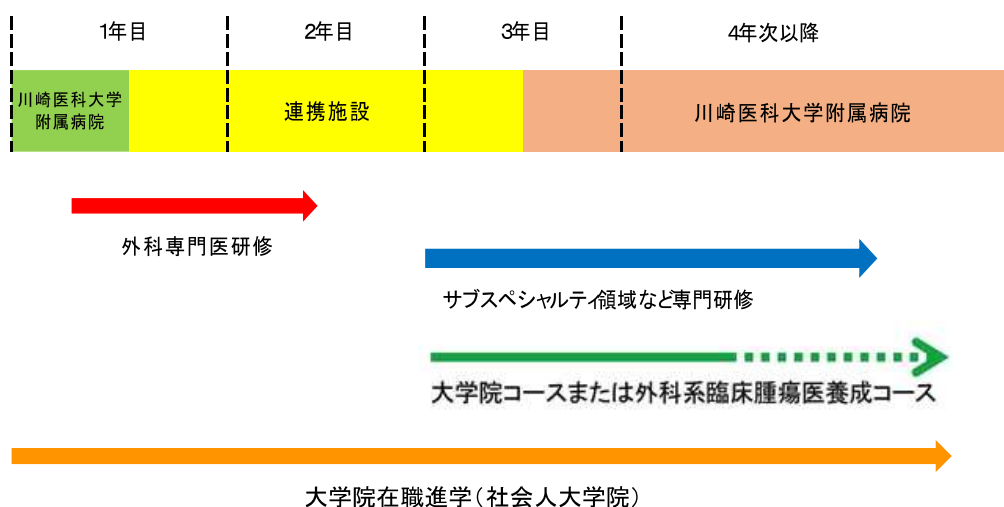 1年目
2年目
3年目
4年次以降
川崎医科大学
附属病院
連携施設
川崎医科大学附属病院
外科専門医研修
サブスペシャルティ領域など専門研修
大学院コースまたは外科系臨床腫瘍医養成コース
大学院在職進学（社会人大学院）